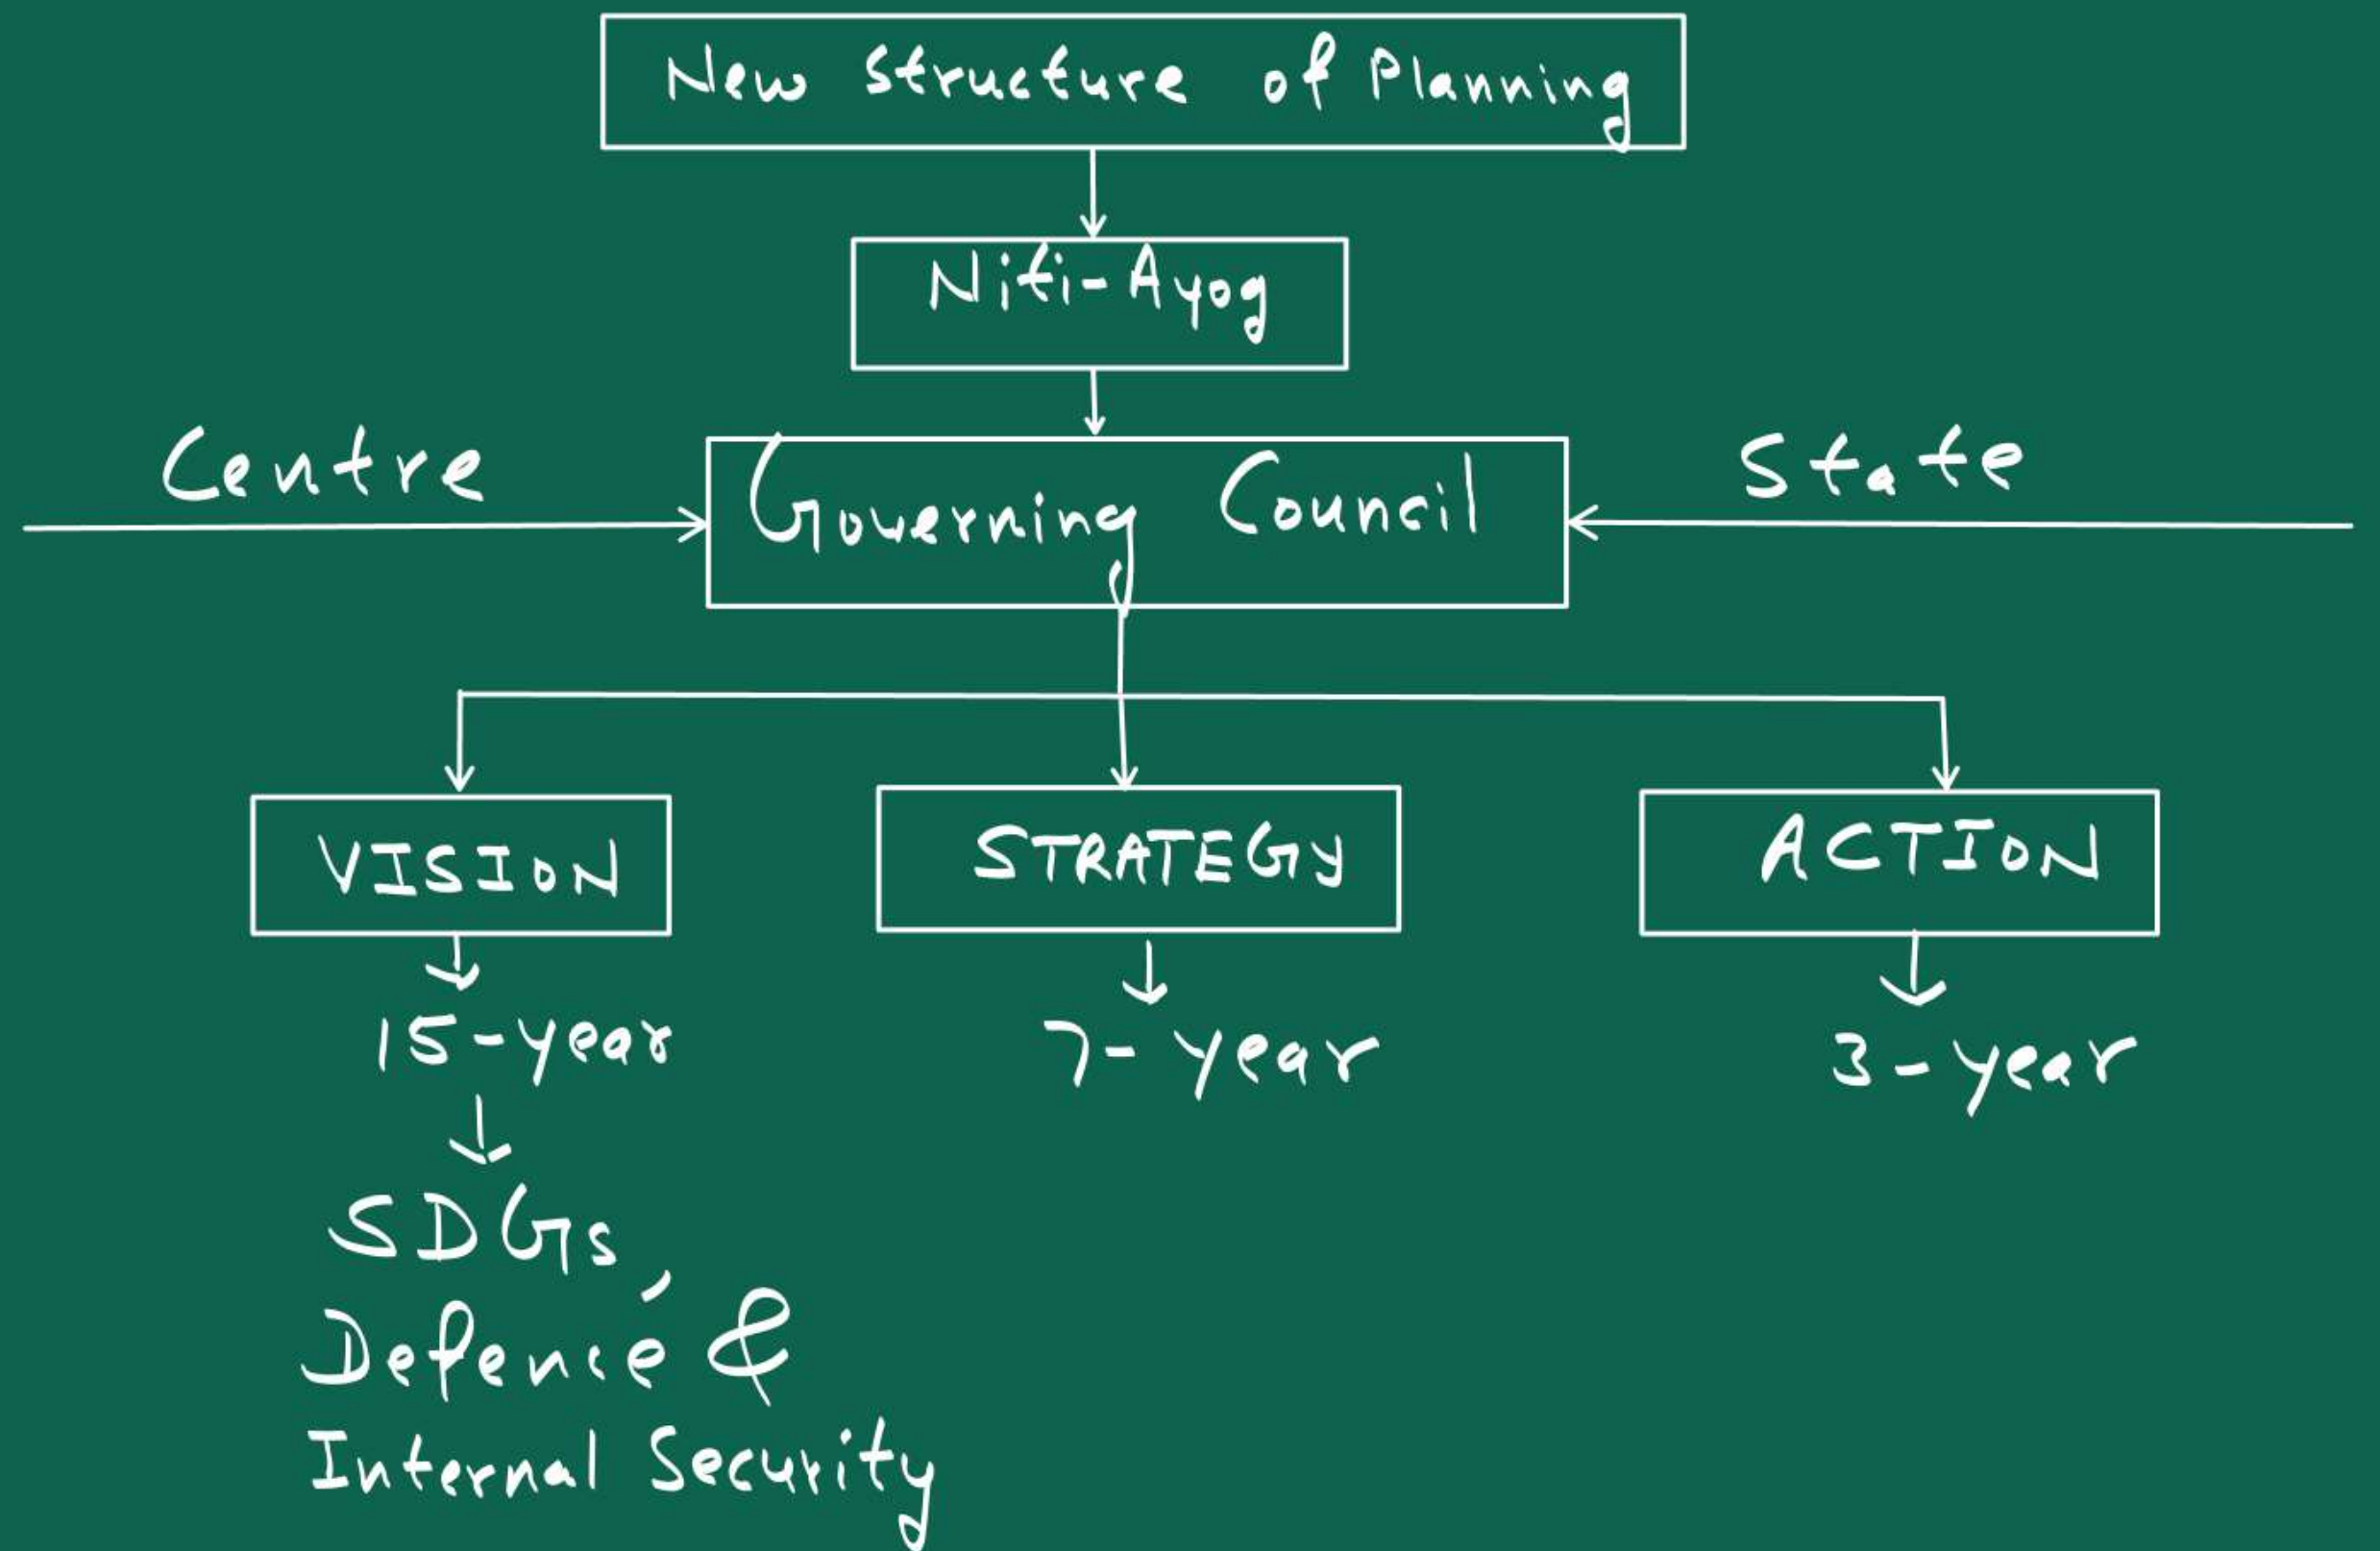 New Structure of Planning
Niti-Ayog
Centre
Governing Council
State
VISION
STRATEGY
ACTION
15-year
7-year
3-year
SDGs,
Defence &
Internal Security